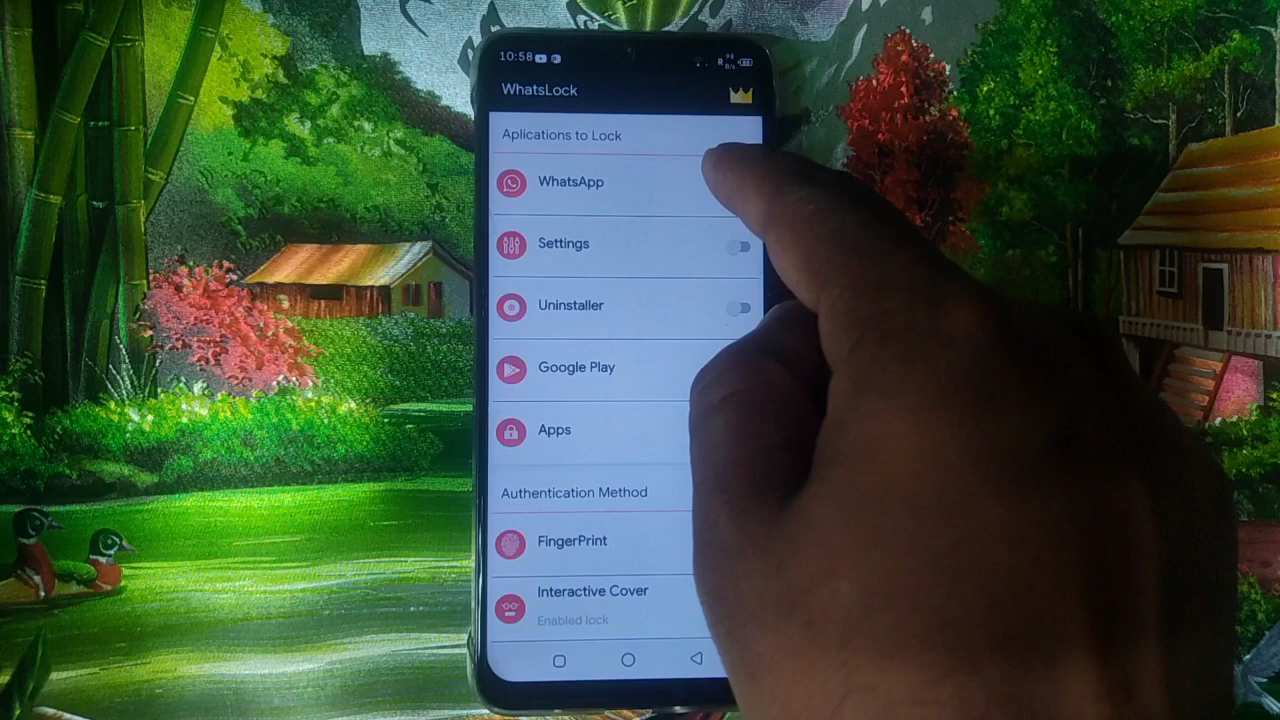 10:58
WhatsLock
Aplications to Lock
WhatsApp
Settings
Uninstaller
Google Play
Apps
Authentication Method
FingerPrint
Interactive Cover
Enabled lock